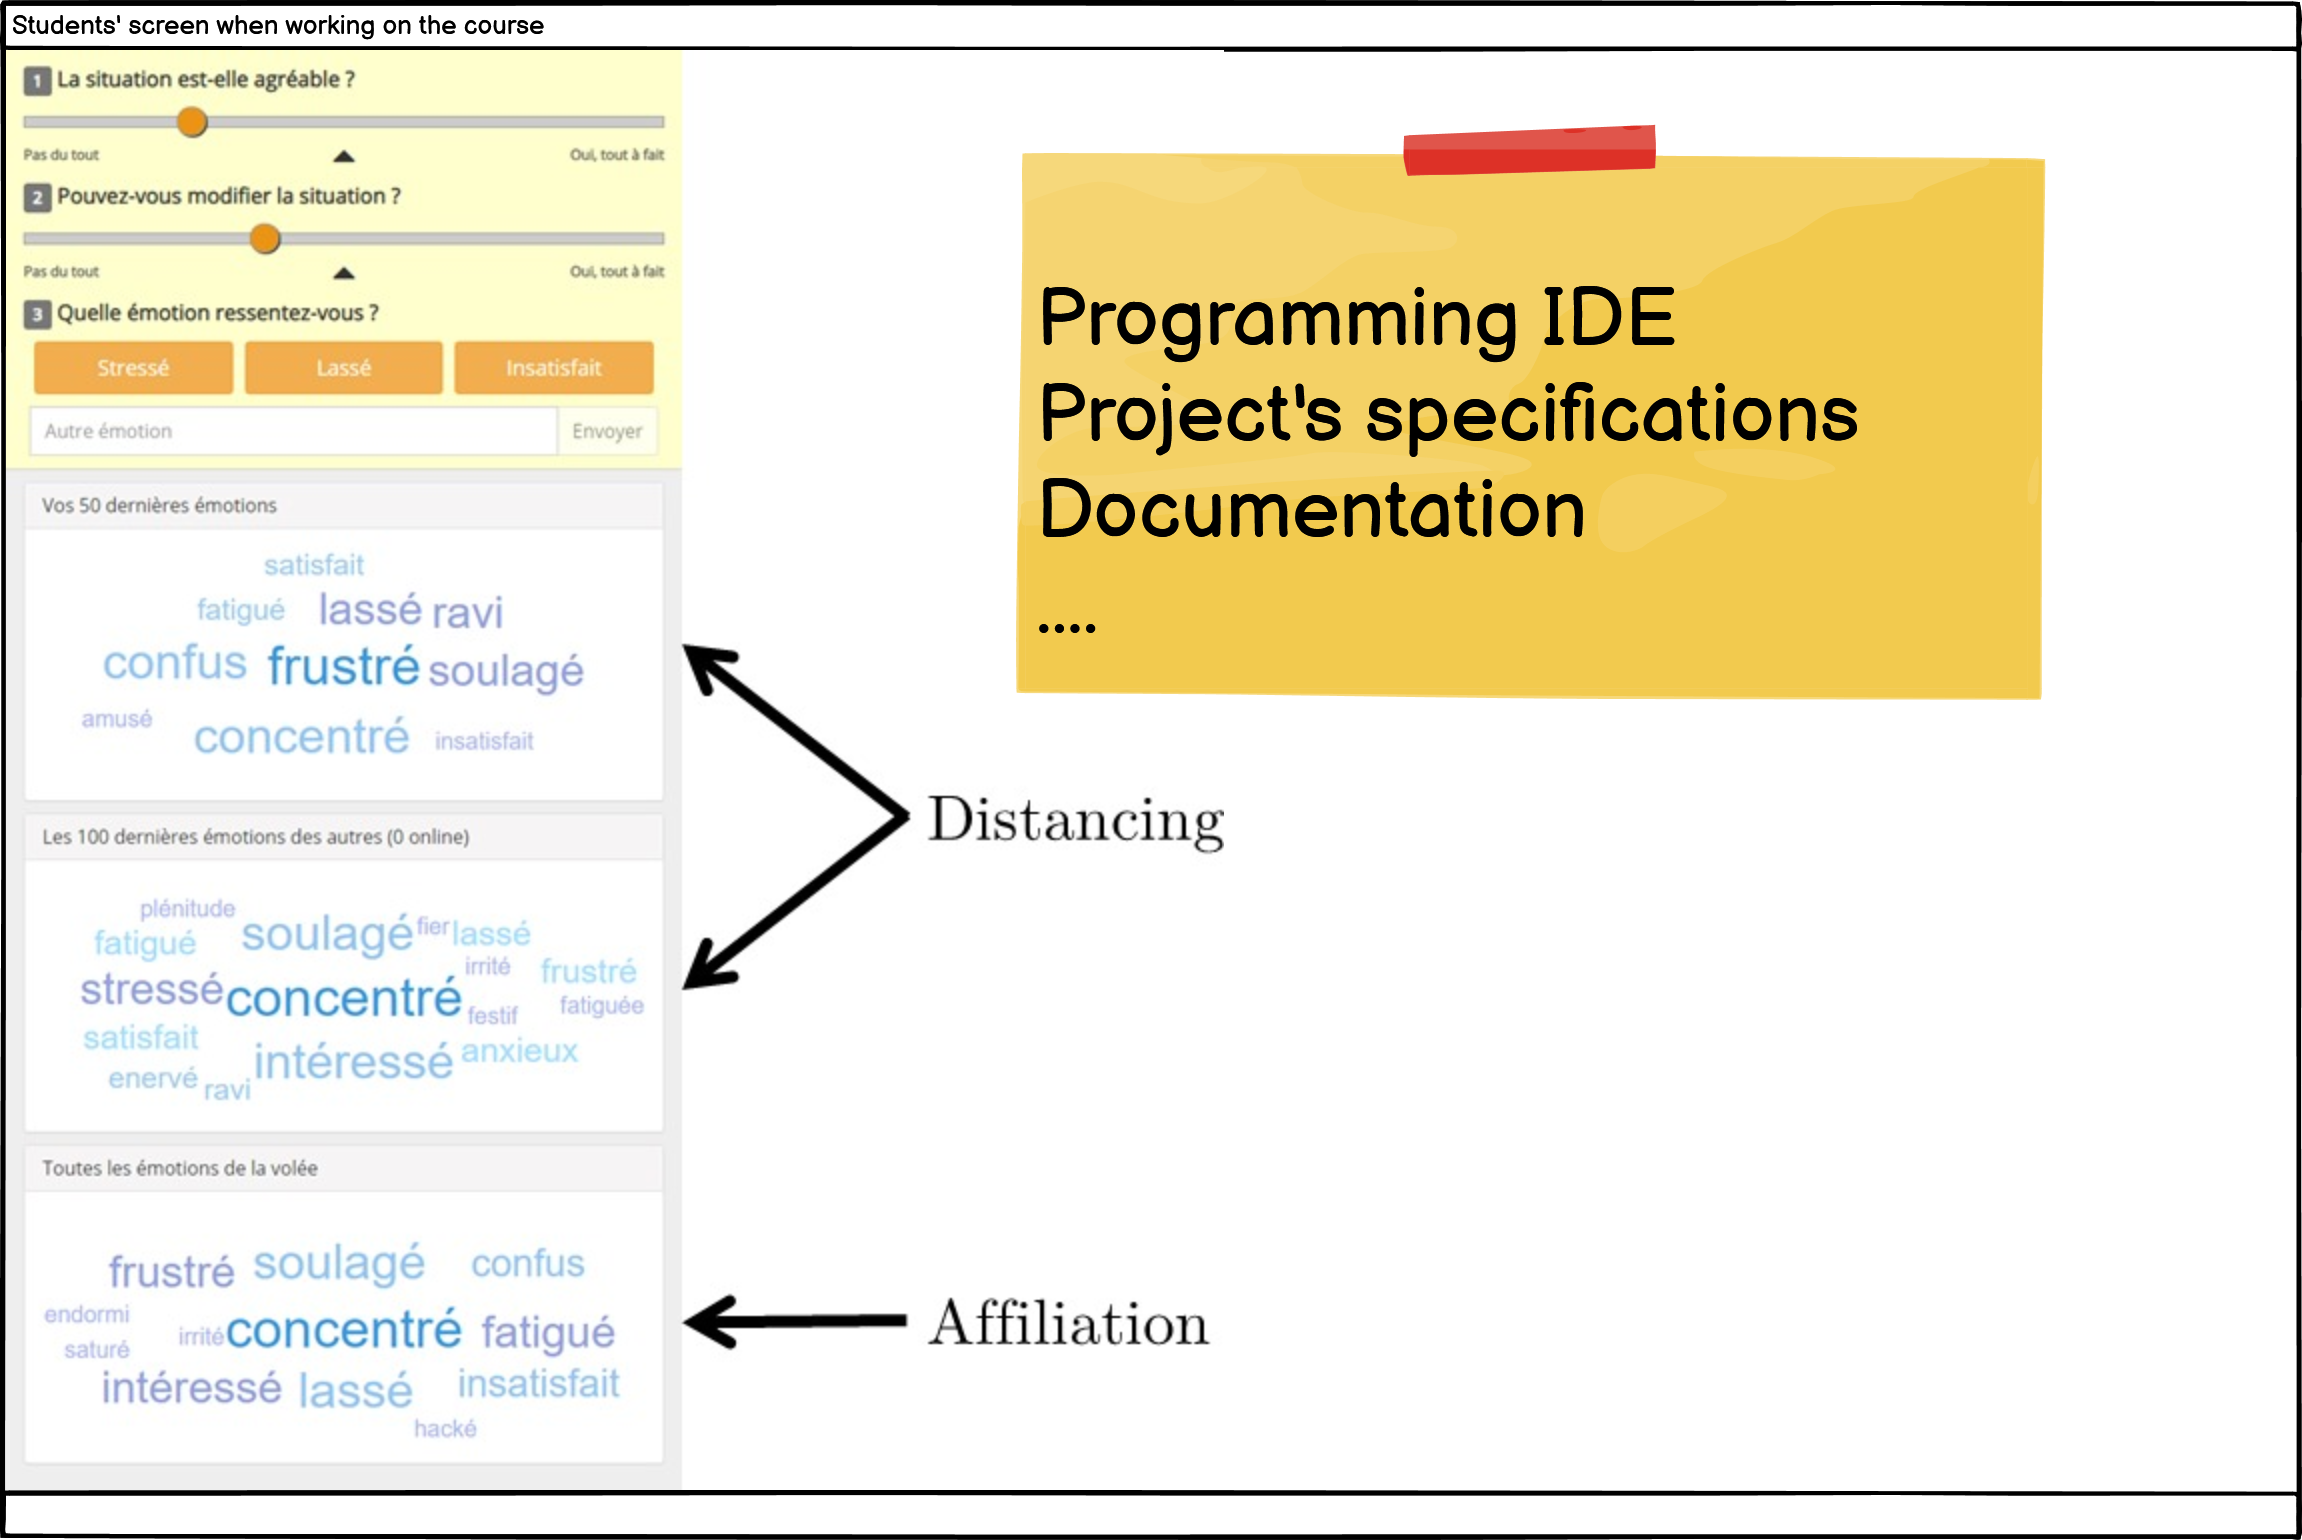 Students' screen when working on the course
1 La situation est-elle agréable ?
Pas du tout Oui, tout à fait
2 Pouvez-vous modifier la situation ?
Pas du tout Oui, tout à fait
3 Quelle émotion ressentez-vous ?
Stressé Lassé Insatisfait
Autre émotion Envoyer
Vos 50 dernières émotions
satisfait
fatigué lassé ravi
confus frustré soulagé
amusé concentré insatisfait
Les 100 dernières émotions des autres (0 online)
plénitude
fatigué soulagé fier lassé
irrité frustré
stressé concentré festif fatiguée
satisfait intéressé anxieux
enervé ravi
Toutes les émotions de la volée
frustré soulagé confus
endormi
saturé irrité concentré fatigué
intéressé lassé insatisfait
hacké
Programming IDE
Project's specifications
Documentation
....
Distancing
Affiliation